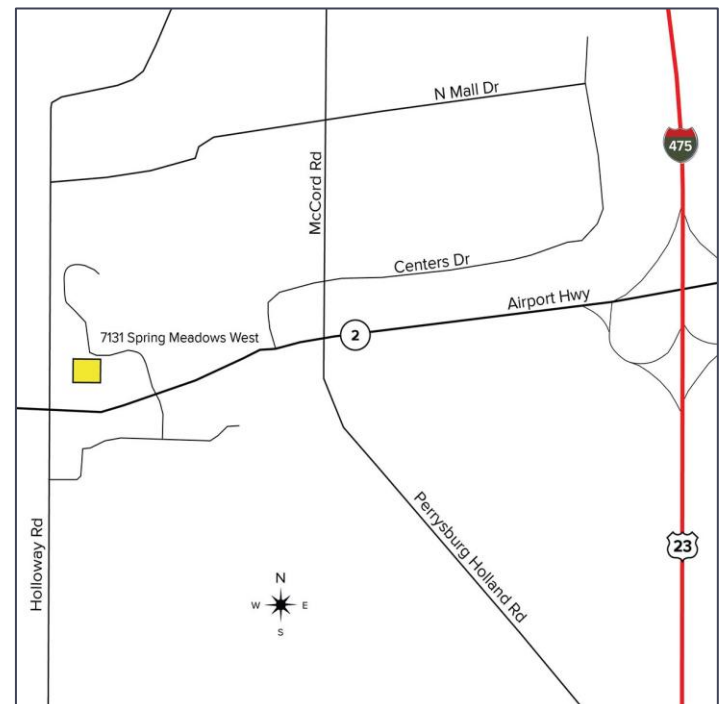 N Mall Dr
475
McCord Rd
Centers Dr
Airport Hwy
7131 Spring Meadows West
2
Perrysburg Holland Rd
Holloway Rd
23
N
W E
S